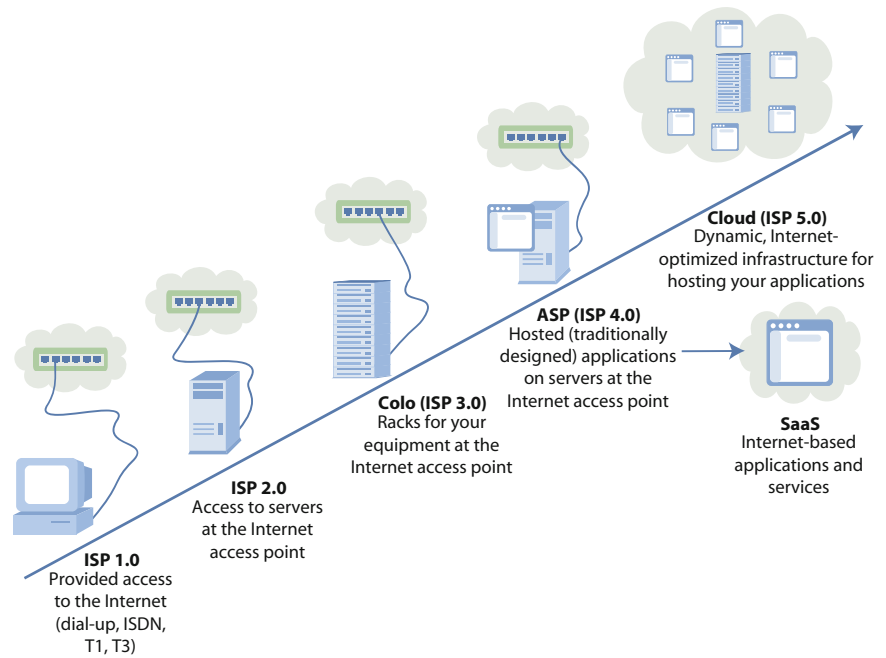 ISP 1.0
Provided access
to the Internet
(dial-up, ISDN,
T1, T3)
ISP 2.0
Access to servers
at the Internet
access point
Colo (ISP 3.0)
Racks for your
equipment at the
Internet access point
ASP (ISP 4.0)
Hosted (traditionally
designed) applications
on servers at the
Internet access point
Cloud (ISP 5.0)
Dynamic, Internet-
optimized infrastructure for
hosting your applications
SaaS
Internet-based
applications and
services